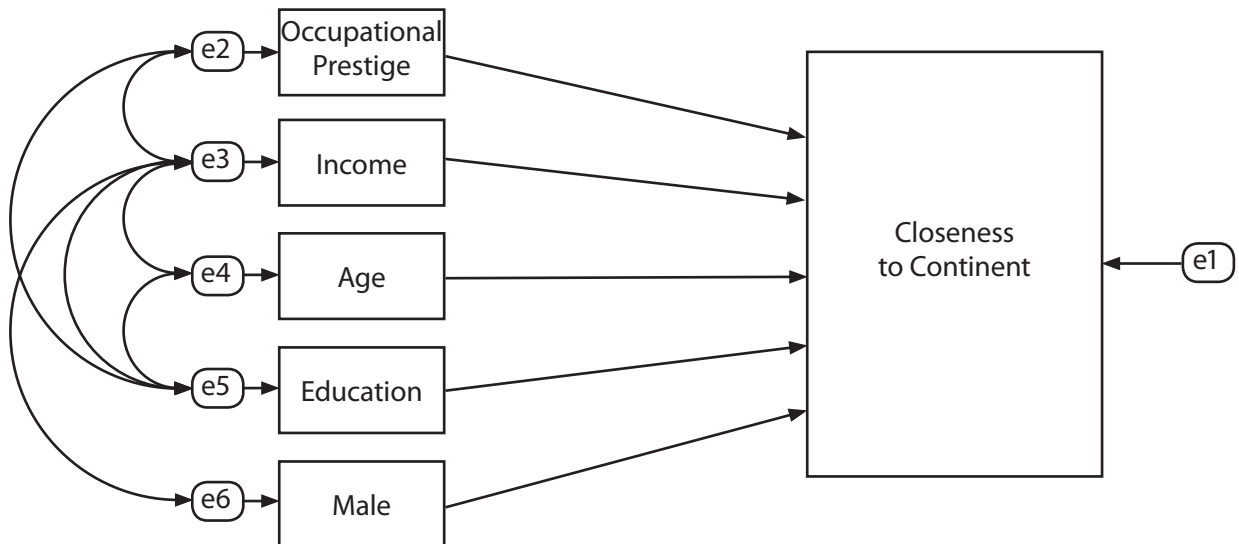 e2
Occupational
Prestige
e3
Income
e4
Age
e5
Education
e6
Male
Closeness
to Continent
e1